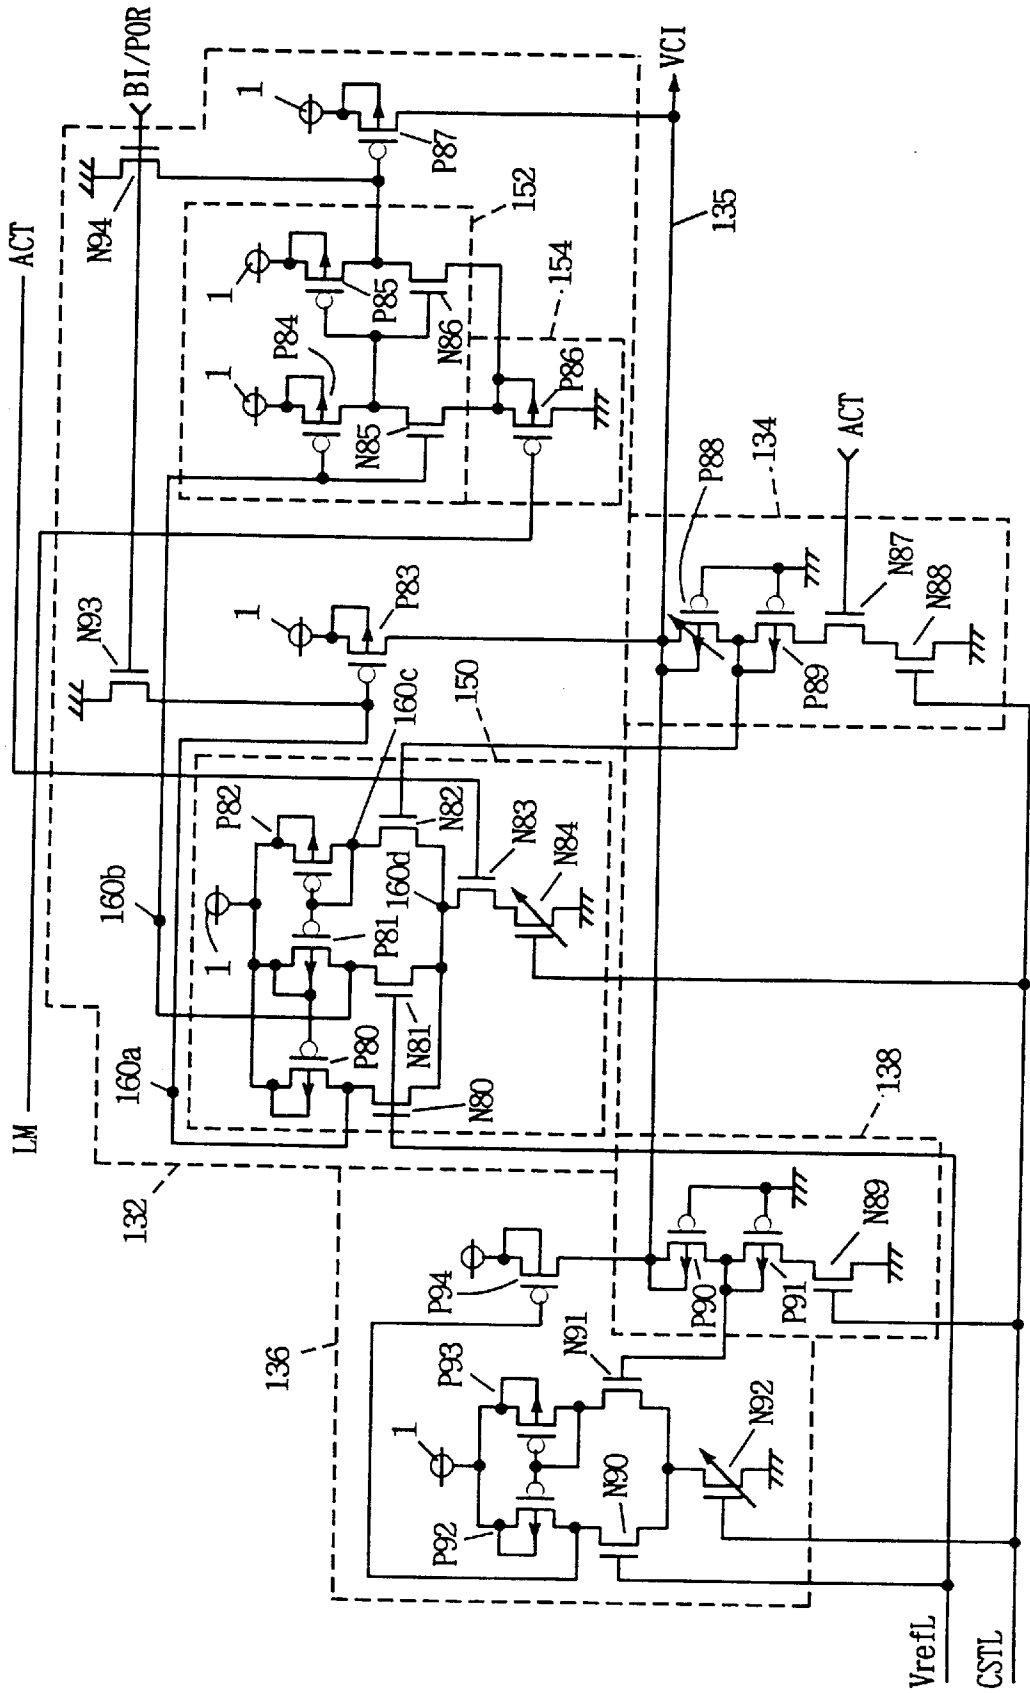 BI/POR
ACT
N94
1
P87
152
1
P85
N86
P84
1
N85
154
P86
VCI
135
134
ACT
P88
N87
N88
P89
N93
1
P83
160c
150
P82
N82
N83
N84
160d
160b
1
P81
N81
160a
P80
N80
LM
132
138
P94
P90
P91
N89
136
P93
1
N91
P92
N90
N92
VrefL
CSTL